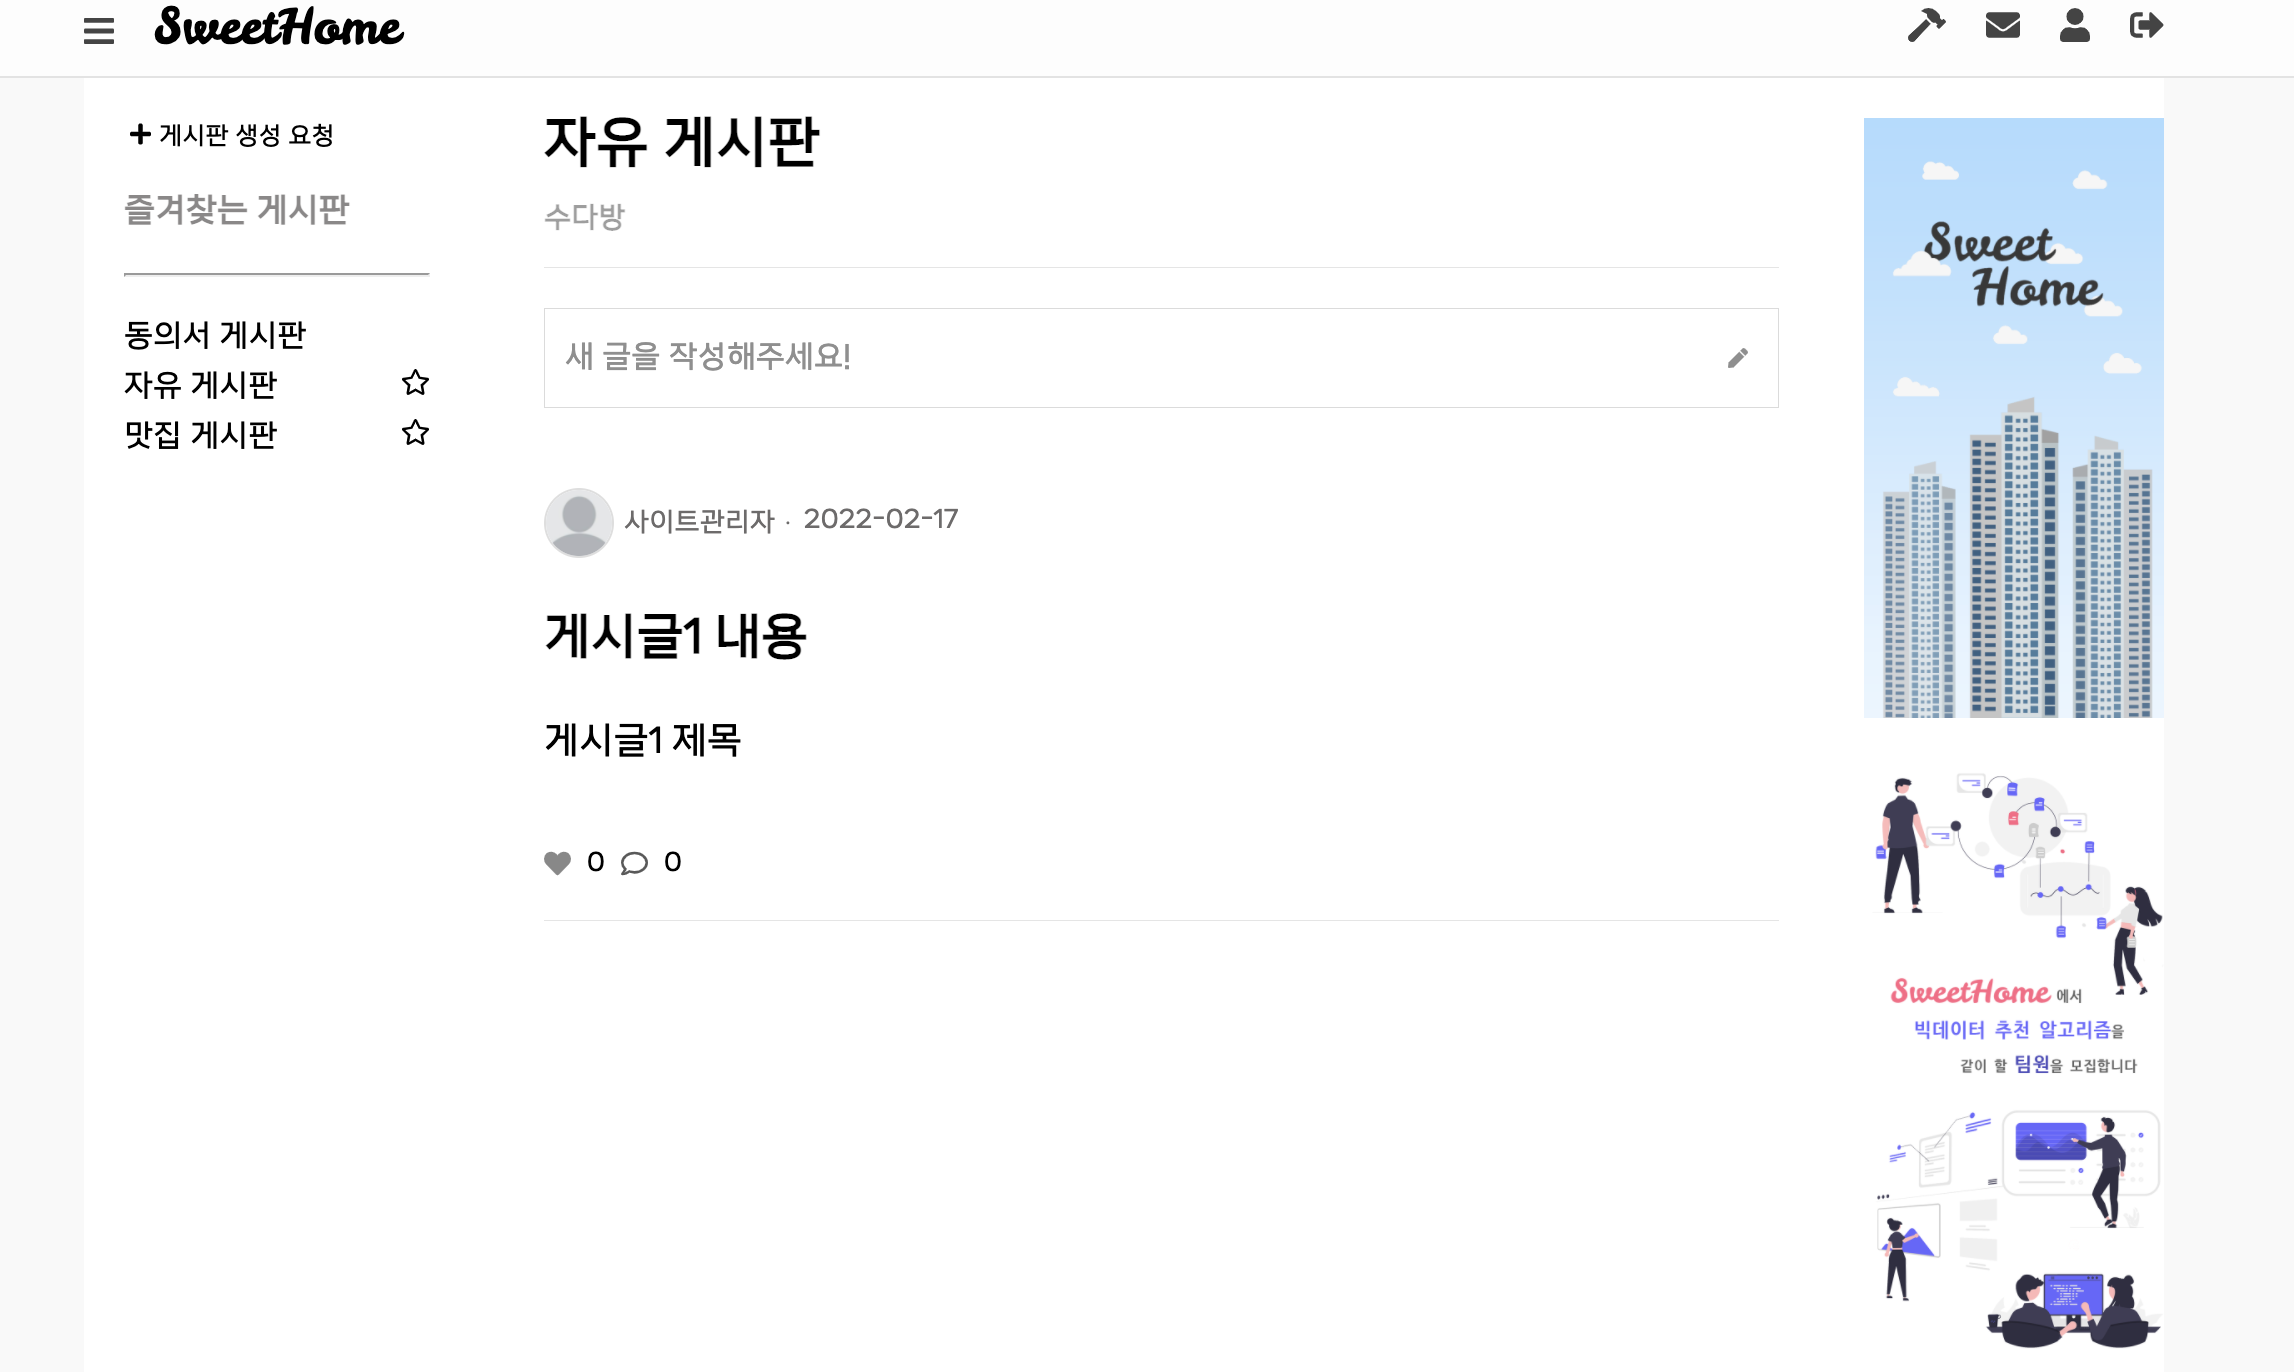 SweetHome
게시판 생성 요청
즐겨찾는 게시판
동의서 게시판
자유 게시판
맛집 게시판
자유 게시판
수다방
새 글을 작성해주세요!
사이트관리자 · 2022-02-17
게시글1 내용
게시글1 제목
0 0
Sweet
Home
SweetHome 에서
빅데이터 추천 알고리즘을
같이 할 팀원을 모집합니다